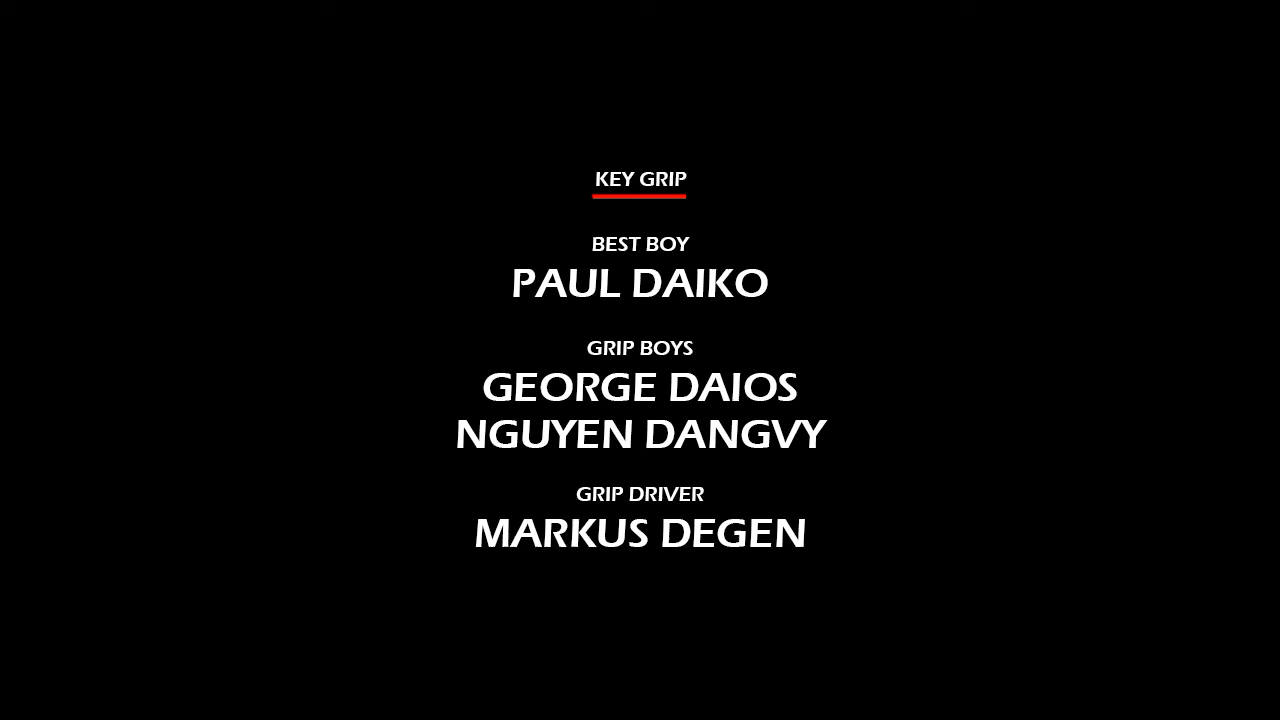 KEY GRIP
BEST BOY
PAUL DAIKO
GRIP BOYS
GEORGE DAIOS
NGUYEN DANGVY
GRIP DRIVER
MARKUS DEGEN